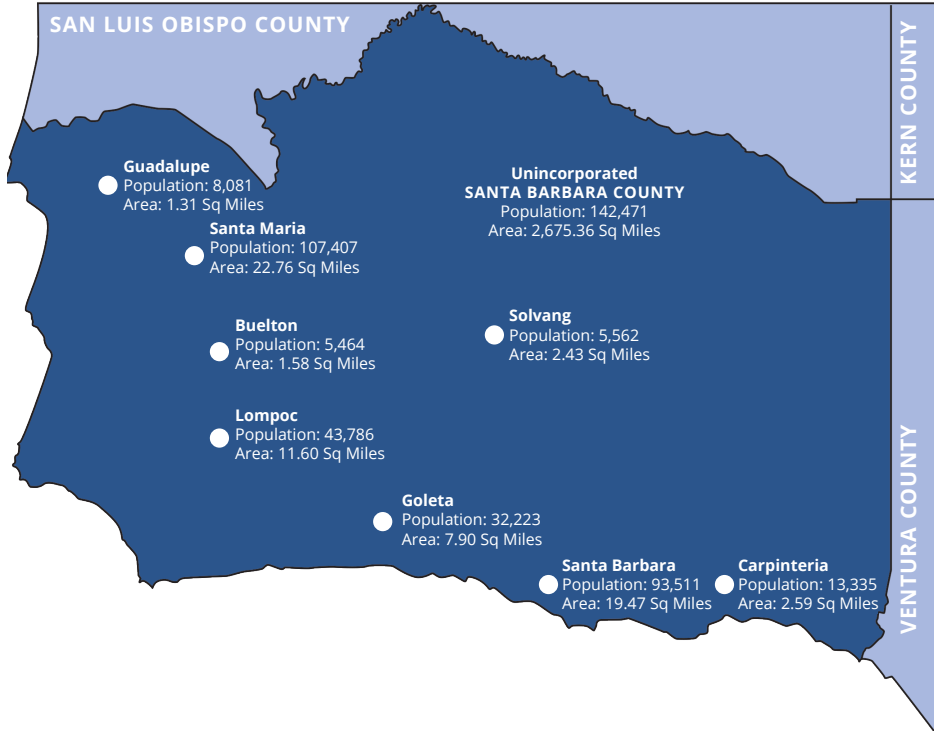 SAN LUIS OBISPO COUNTY
KERN COUNTY
Guadalupe
Population: 8,081
Area: 1.31 Sq Miles
Unincorporated
SANTA BARBARA COUNTY
Population: 142,471
Area: 2,675.36 Sq Miles
Santa Maria
Population: 107,407
Area: 22.76 Sq Miles
Solvang
Population: 5,562
Area: 2.43 Sq Miles
Buelton
Population: 5,464
Area: 1.58 Sq Miles
Lompoc
Population: 43,786
Area: 11.60 Sq Miles
VENTURA COUNTY
Goleta
Population: 32,223
Area: 7.90 Sq Miles
Santa Barbara
Population: 93,511
Area: 19.47 Sq Miles
Carpinteria
Population: 13,335
Area: 2.59 Sq Miles